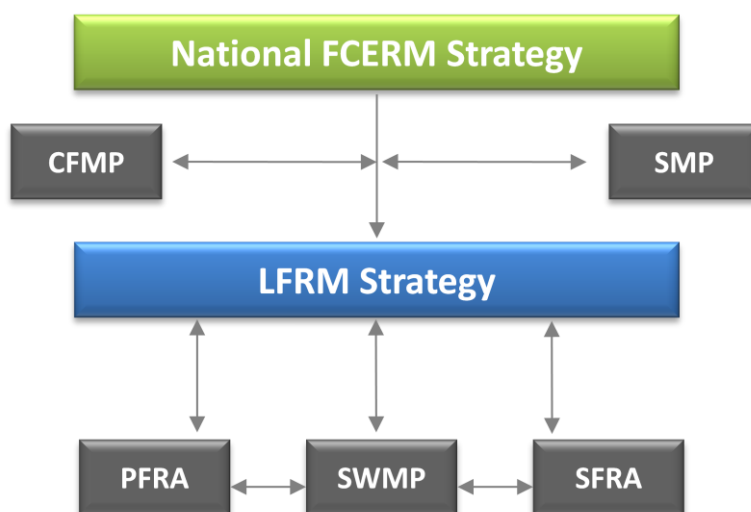 National FCERM Strategy
CFMP
SMP
LFRM Strategy
PFRA
SWMP
SFRA